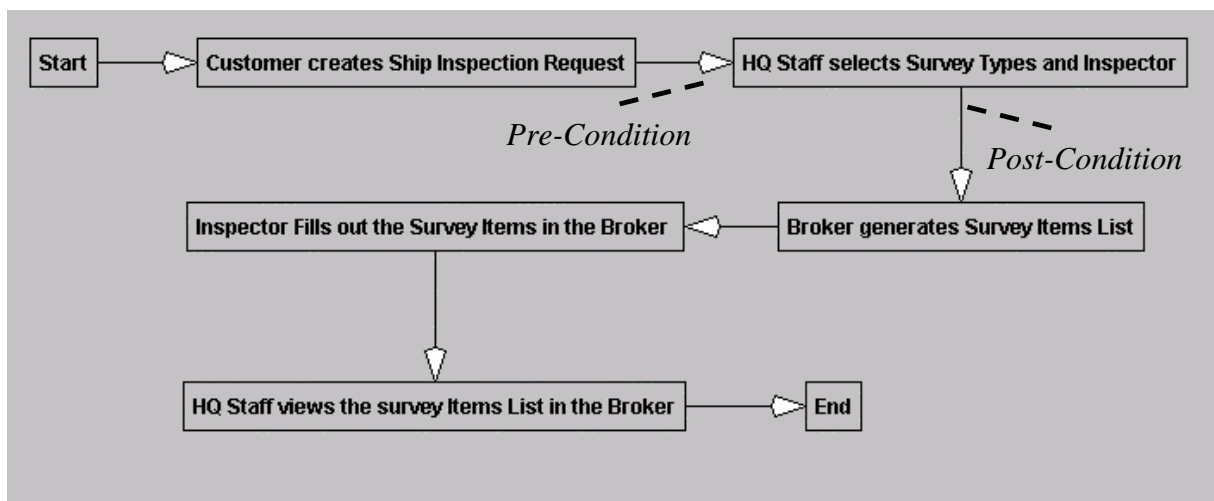 Start
Customer creates Ship Inspection Request
HQ Staff selects Survey Types and Inspector
Pre-Condition
Post-Condition
Inspector Fills out the Survey Items in the Broker
Broker generates Survey Items List
HQ Staff views the survey Items List in the Broker
End